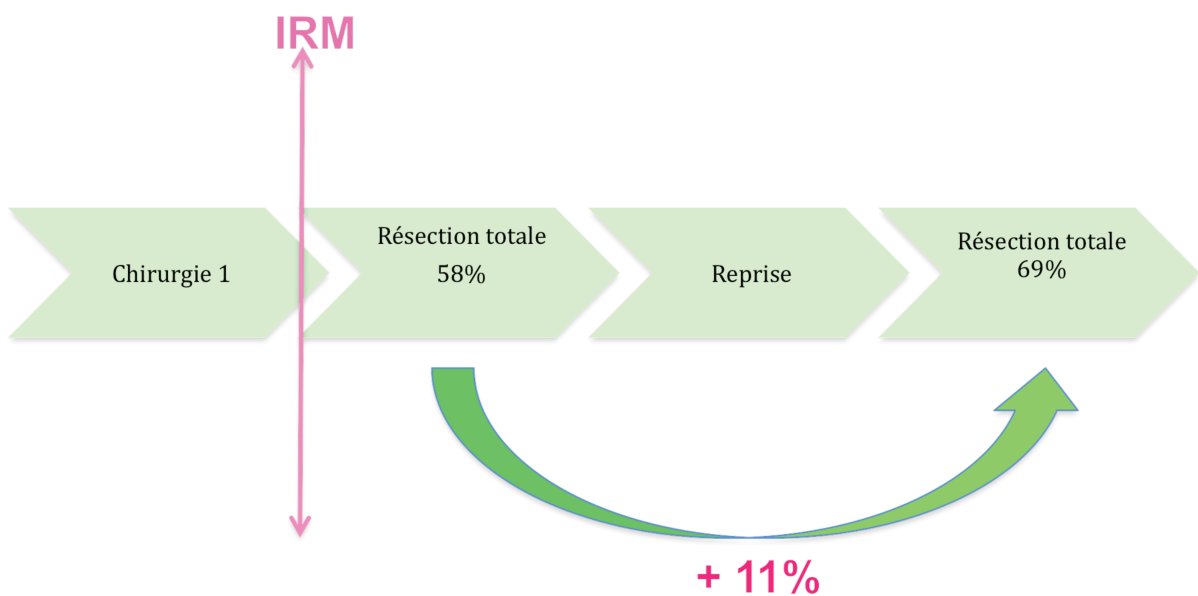 IRM
Chirurgie 1
Résection totale
58%
Reprise
Résection totale
69%
+ 11%